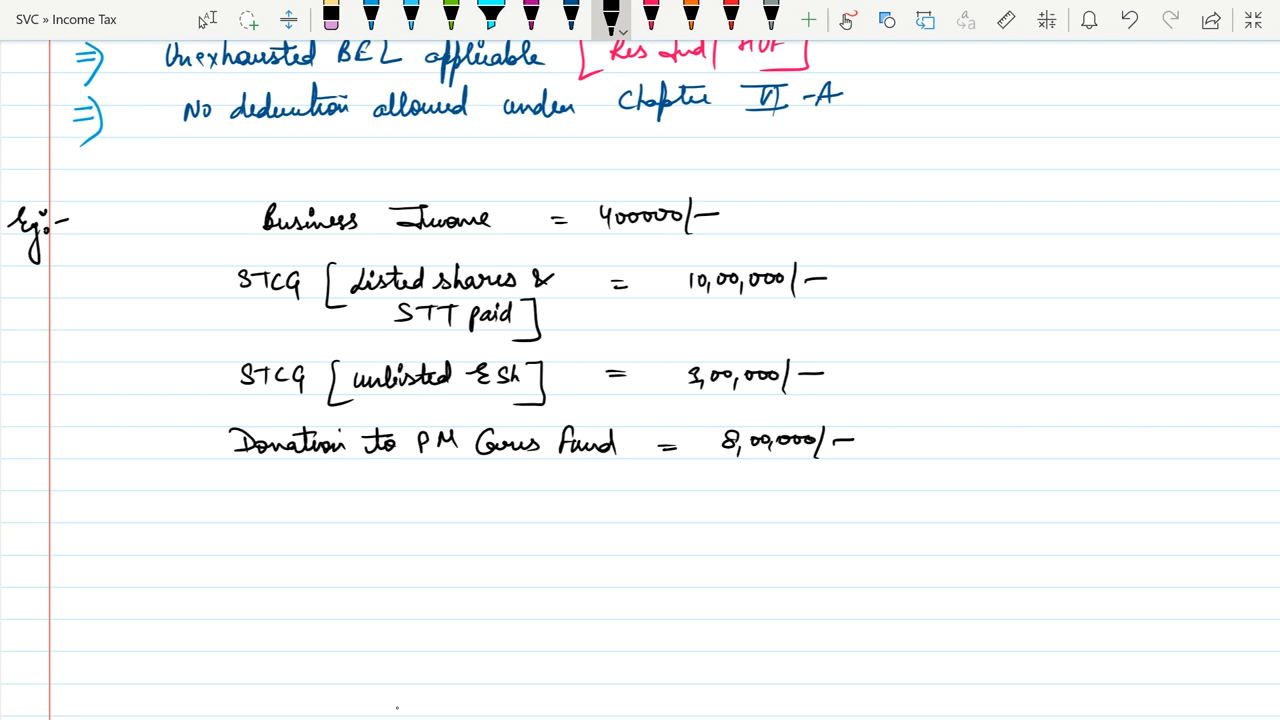 SVC » Income Tax
⇒ Unexhausted BEL applicable [Res Ind/ HUF]
⇒ No deduction allowed under Chapter VI-A
Eg:- Business Income = 400000/-
STCG [Listed shares &
STT paid] = 10,00,000/-
STCG [unlisted ESh] = 3,00,000/-
Donation to PM Cares Fund = 8,00,000/-